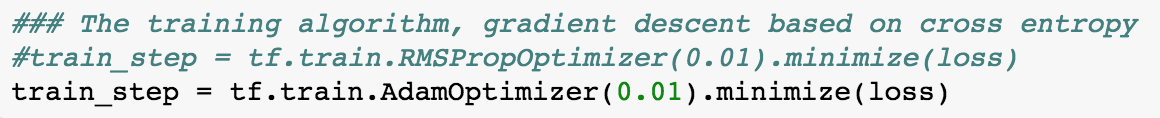 ### The training algorithm, gradient descent based on cross entropy
#train_step = tf.train.RMSPropOptimizer(0.01).minimize(loss)
train_step = tf.train.AdamOptimizer(0.01).minimize(loss)